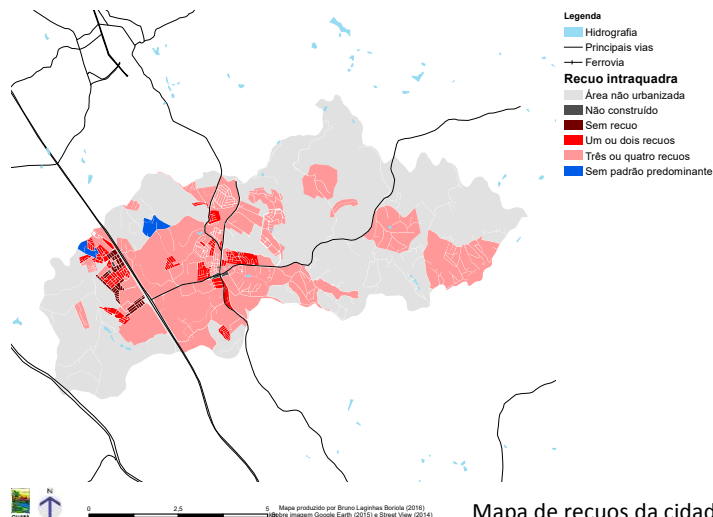 Legenda
Hidrografia
Principais vias
Ferrovia
Recuo intraquadra
Área não urbanizada
Não construído
Sem recuo
Um ou dois recuos
Três ou quatro recuos
Sem padrão predominante
N
0 2,5 5
Mapa produzido por Bruno Laginhas Boriola (2016)
Sobre imagem Google Earth (2015) e Street View (2014)
Mapa de recuos da cidad